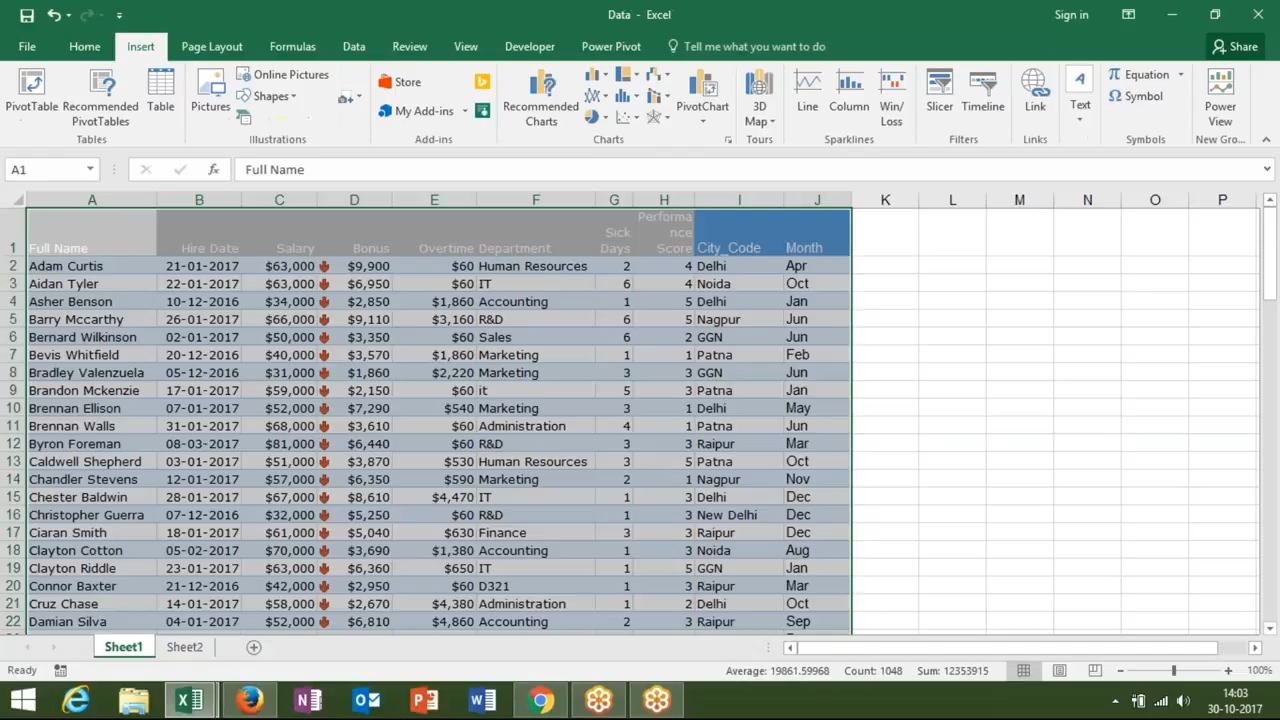 Data - Excel
Sign in
File Home Insert Page Layout Formulas Data Review View Developer Power Pivot Tell me what you want to do Share
PivotTable
Recommended PivotTables
Table
Pictures
Online Pictures
Shapes
Store
My Add-ins
Recommended Charts
PivotChart
3D Map
Line
Column
Win/Loss
Slicer
Timeline
Link
Text
Equation
Symbol
Power View
Tables Illustrations Add-ins Charts Tours Sparklines Filters Links Symbols New Gro...
A1 fx Full Name
A B C D E F G H I J K L M N O P
1 Full Name Hire Date Salary Bonus Overtime Department Sick Days Performance Score City_Code Month
2 Adam Curtis 21-01-2017 $63,000 $9,900 $60 Human Resources 2 4 Delhi Apr
3 Aidan Tyler 22-01-2017 $63,000 $6,950 $60 IT 6 4 Noida Oct
4 Asher Benson 10-12-2016 $34,000 $2,850 $1,860 Accounting 1 5 Delhi Jan
5 Barry Mccarthy 26-01-2017 $66,000 $9,110 $3,160 R&D 6 5 Nagpur Jun
6 Bernard Wilkinson 02-01-2017 $50,000 $3,350 $60 Sales 6 2 GGN Jun
7 Bevis Whitfield 20-12-2016 $40,000 $3,570 $1,860 Marketing 1 1 Patna Feb
8 Bradley Valenzuela 05-12-2016 $31,000 $1,860 $2,220 Marketing 3 3 GGN Jun
9 Brandon Mckenzie 17-01-2017 $59,000 $2,150 $60 it 5 3 Patna Jan
10 Brennan Ellison 07-01-2017 $52,000 $7,290 $540 Marketing 3 1 Delhi May
11 Brennan Walls 31-01-2017 $68,000 $3,610 $60 Administration 4 1 Patna Jun
12 Byron Foreman 08-03-2017 $81,000 $6,440 $60 R&D 3 3 Raipur Mar
13 Caldwell Shepherd 03-01-2017 $51,000 $3,870 $530 Human Resources 3 5 Patna Oct
14 Chandler Stevens 12-01-2017 $57,000 $6,350 $590 Marketing 2 1 Nagpur Nov
15 Chester Baldwin 28-01-2017 $67,000 $8,610 $4,470 IT 1 3 Delhi Dec
16 Christopher Guerra 07-12-2016 $32,000 $5,250 $60 R&D 1 3 New Delhi Dec
17 Ciaran Smith 18-01-2017 $61,000 $5,040 $630 Finance 3 3 Raipur Dec
18 Clayton Cotton 05-02-2017 $70,000 $3,690 $1,380 Accounting 1 3 Noida Aug
19 Clayton Riddle 23-01-2017 $63,000 $6,360 $650 IT 1 5 GGN Jan
20 Connor Baxter 21-12-2016 $42,000 $2,950 $60 D321 1 3 Raipur Mar
21 Cruz Chase 14-01-2017 $58,000 $2,670 $4,380 Administration 1 2 Delhi Oct
22 Damian Silva 04-01-2017 $52,000 $6,810 $4,860 Accounting 2 3 Raipur Sep
Sheet1 Sheet2
Ready Average: 19861.59968 Count: 1048 Sum: 12353915 100%
14:03
30-10-2017